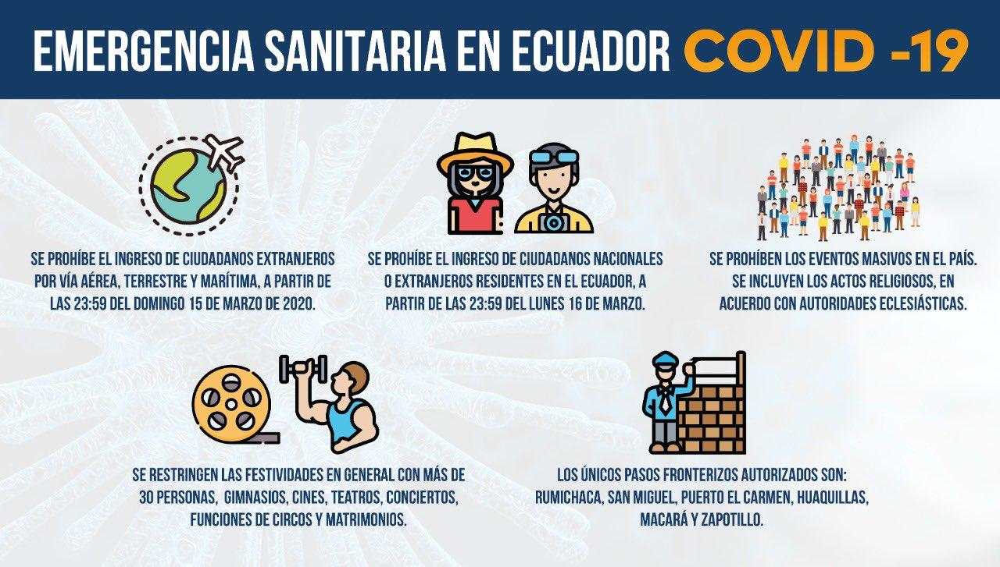 EMERGENCIA SANITARIA EN ECUADOR COVID -19
SE PROHÍBE EL INGRESO DE CIUDADANOS EXTRANJEROS
POR VÍA AÉREA, TERRESTRE Y MARÍTIMA, A PARTIR DE
LAS 23:59 DEL DOMINGO 15 DE MARZO DE 2020.
SE PROHÍBE EL INGRESO DE CIUDADANOS NACIONALES
O EXTRANJEROS RESIDENTES EN EL ECUADOR, A
PARTIR DE LAS 23:59 DEL LUNES 16 DE MARZO.
SE PROHÍBEN LOS EVENTOS MASIVOS EN EL PAÍS.
SE INCLUYEN LOS ACTOS RELIGIOSOS, EN
ACUERDO CON AUTORIDADES ECLESIÁSTICAS.
SE RESTRINGEN LAS FESTIVIDADES EN GENERAL CON MÁS DE
30 PERSONAS, GIMNASIOS, CINES, TEATROS, CONCIERTOS,
FUNCIONES DE CIRCOS Y MATRIMONIOS.
LOS ÚNICOS PASOS FRONTERIZOS AUTORIZADOS SON:
RUMICHACA, SAN MIGUEL, PUERTO EL CARMEN, HUAQUILLAS,
MACARÁ Y ZAPOTILLO.